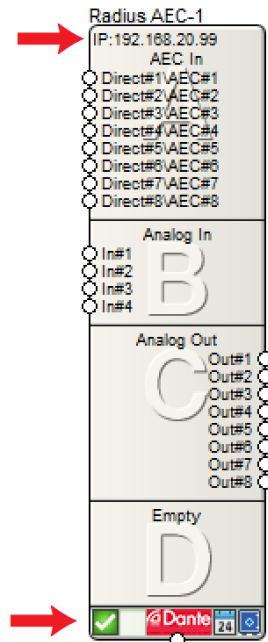 Radius AEC-1
IP:192.168.20.99
AEC In
A
Direct#1\AEC#1
Direct#2\AEC#2
Direct#3\AEC#3
Direct#4\AEC#4
Direct#5\AEC#5
Direct#6\AEC#6
Direct#7\AEC#7
Direct#8\AEC#8
Analog In
B
In#1
In#2
In#3
In#4
Analog Out
C
Out#1
Out#2
Out#3
Out#4
Out#5
Out#6
Out#7
Out#8
Empty
D
Dante 24